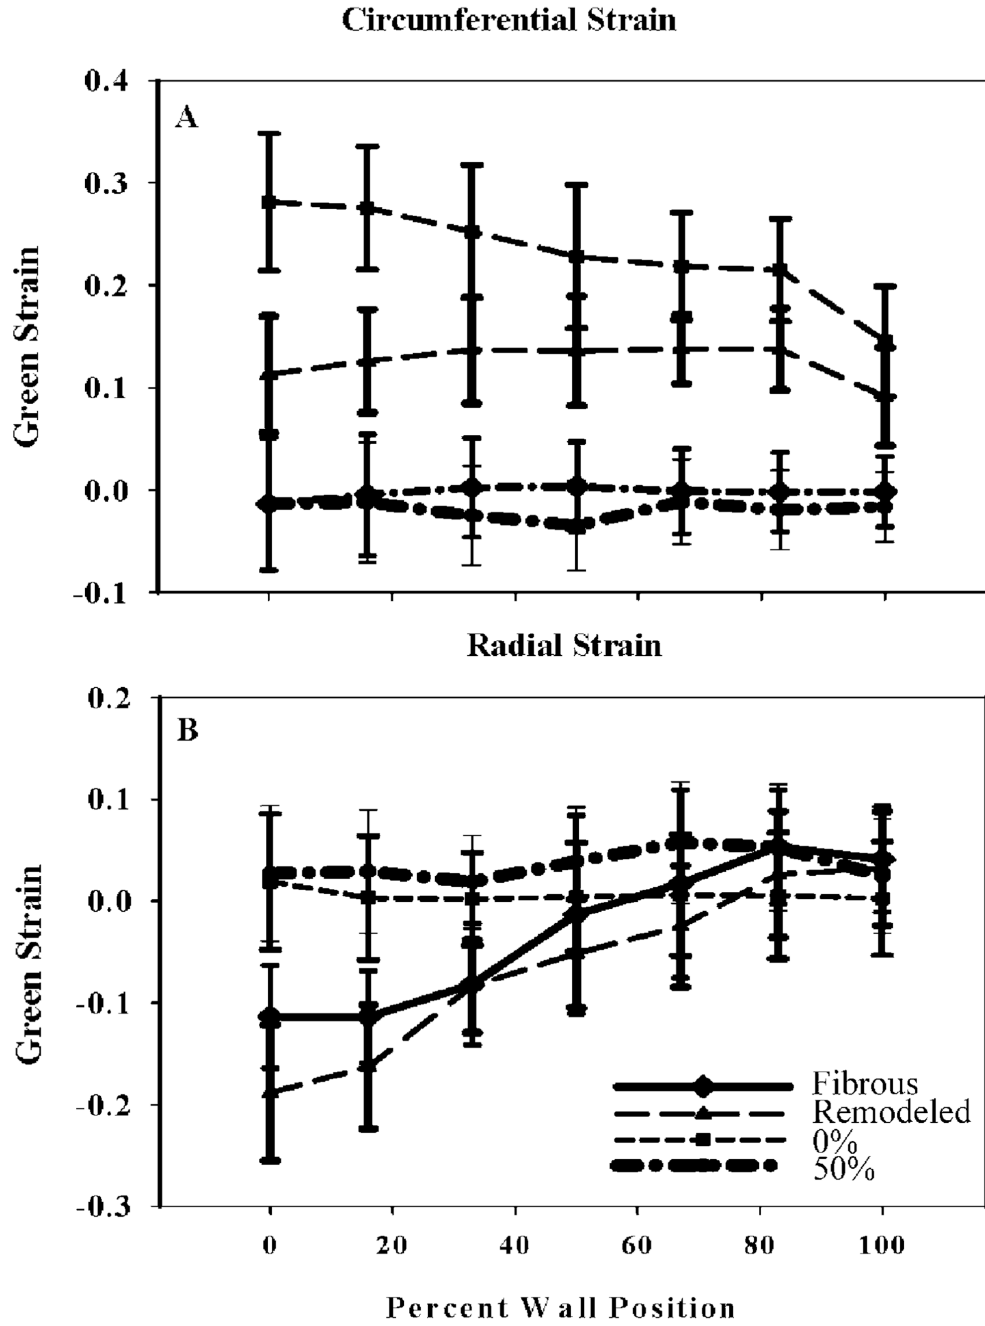 Circumferential Strain
A
0.4
0.3
0.2
0.1
0.0
-0.1
Green Strain
Radial Strain
B
0.2
0.1
0.0
-0.1
-0.2
-0.3
Green Strain
Fibrous
Remodeled
0%
50%
0 20 40 60 80 100
Percent Wall Position